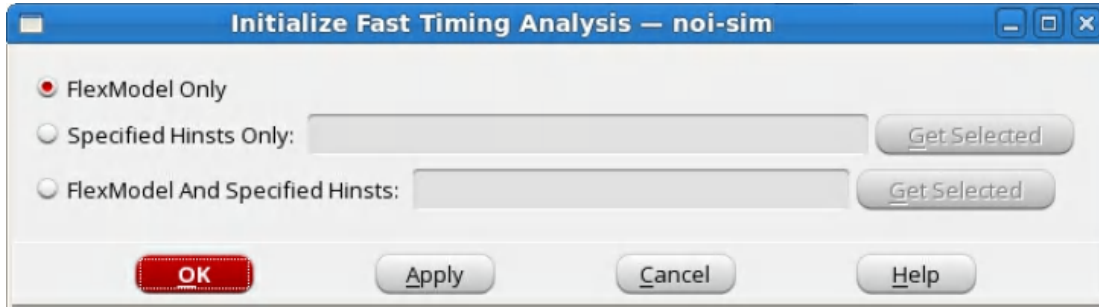 Initialize Fast Timing Analysis — noi-sim
FlexModel Only
Specified Hinsts Only: Get Selected
FlexModel And Specified Hinsts: Get Selected
OK Apply Cancel Help